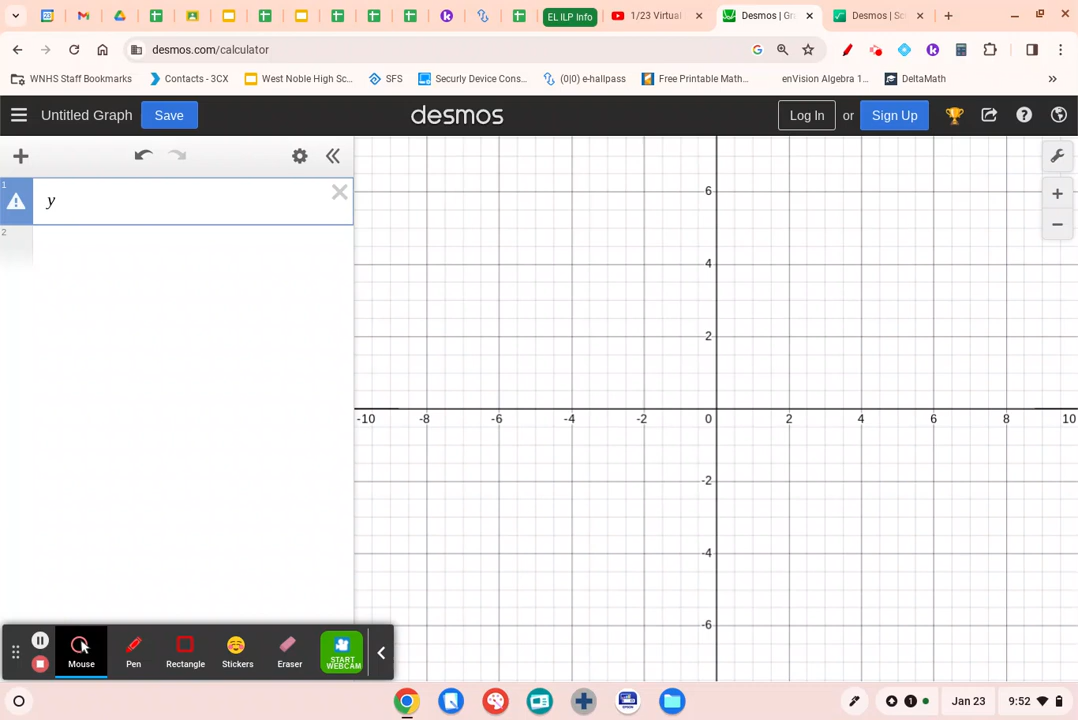 EL ILP Info
1/23 Virtual
Desmos | Gr
Desmos | Sc
desmos.com/calculator
WNHS Staff Bookmarks
Contacts - 3CX
West Noble High Sc...
SFS
Securly Device Cons...
(0|0) e-hallpass
Free Printable Math...
enVision Algebra 1...
DeltaMath
Untitled Graph
Save
desmos
Log In
or
Sign Up
1
y
2
6
4
2
-10
-8
-6
-4
-2
0
2
4
6
8
10
-2
-4
-6
Mouse
Pen
Rectangle
Stickers
Eraser
START
WEBCAM
1
Jan 23
9:52